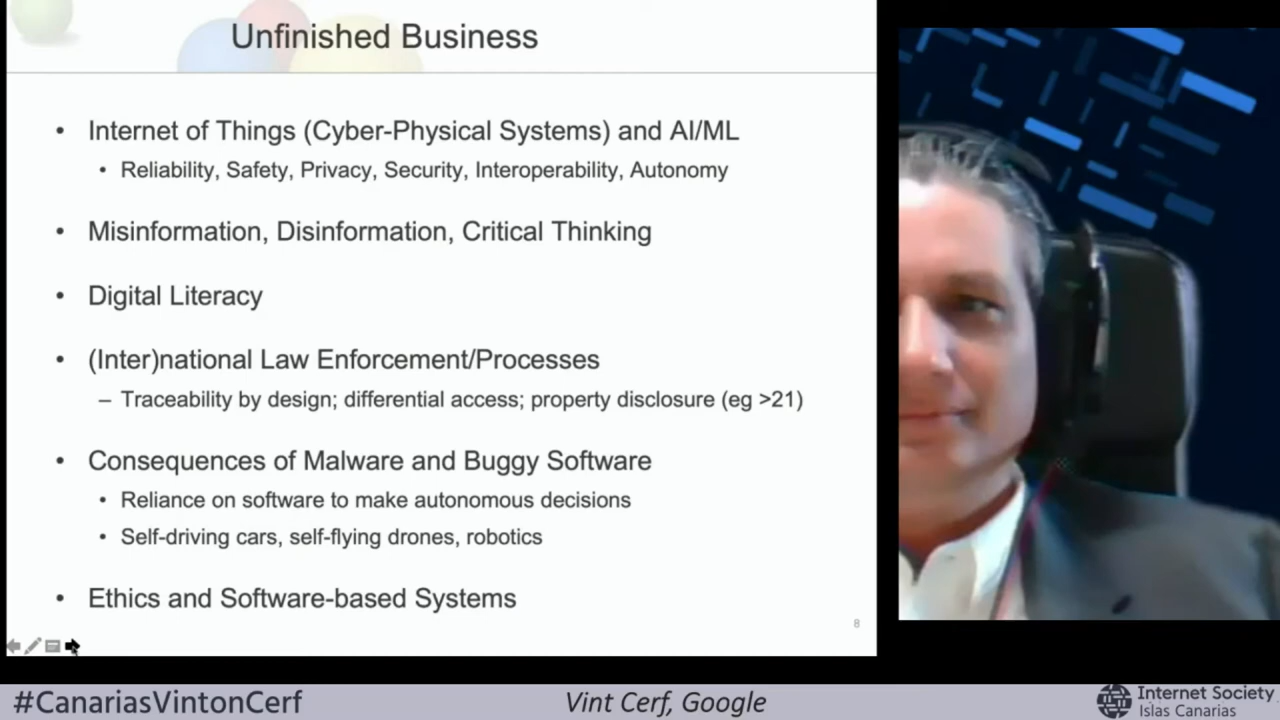 Unfinished Business
• Internet of Things (Cyber-Physical Systems) and AI/ML
• Reliability, Safety, Privacy, Security, Interoperability, Autonomy
• Misinformation, Disinformation, Critical Thinking
• Digital Literacy
• (Inter)national Law Enforcement/Processes
– Traceability by design; differential access; property disclosure (eg >21)
• Consequences of Malware and Buggy Software
• Reliance on software to make autonomous decisions
• Self-driving cars, self-flying drones, robotics
• Ethics and Software-based Systems
8
#CanariasVintonCerf
Vint Cerf, Google
Internet Society
Islas Canarias